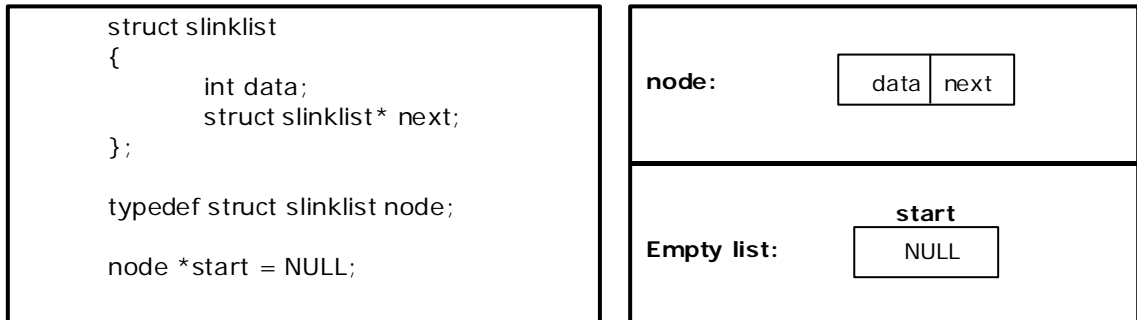 struct slinklist
{
int data;
struct slinklist* next;
};
typedef struct slinklist node;
node *start = NULL;
node:
data next
start
Empty list:
NULL